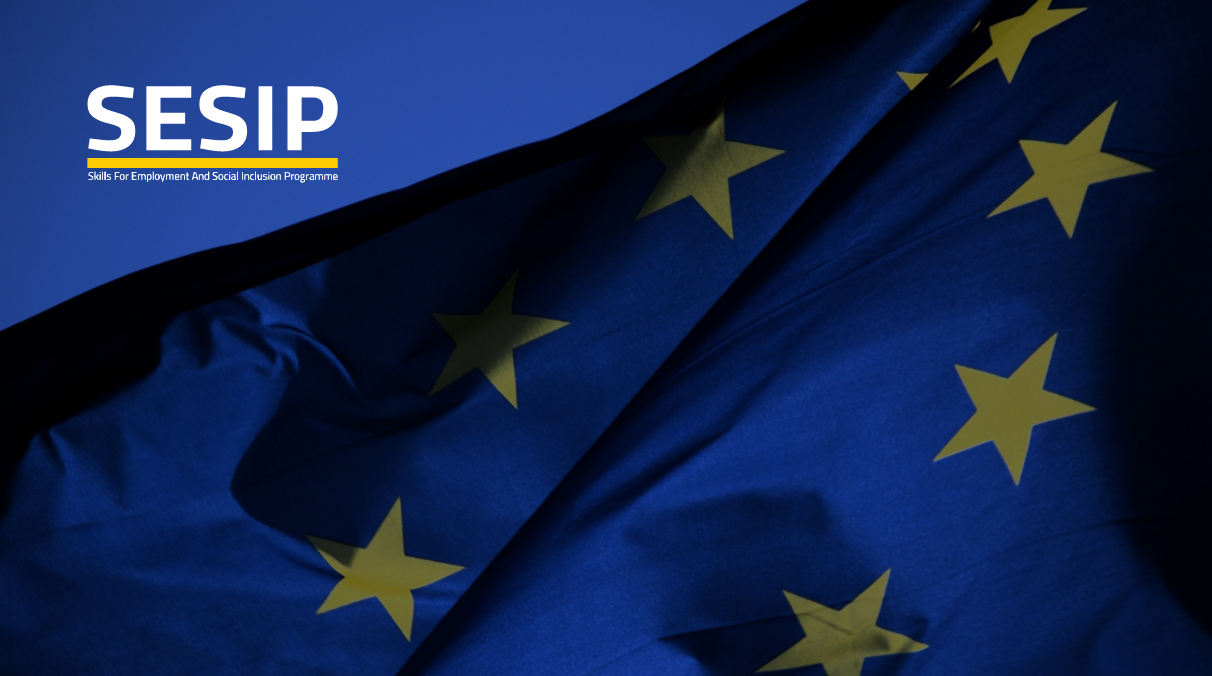 SESIP
Skills For Employment And Social Inclusion Programme